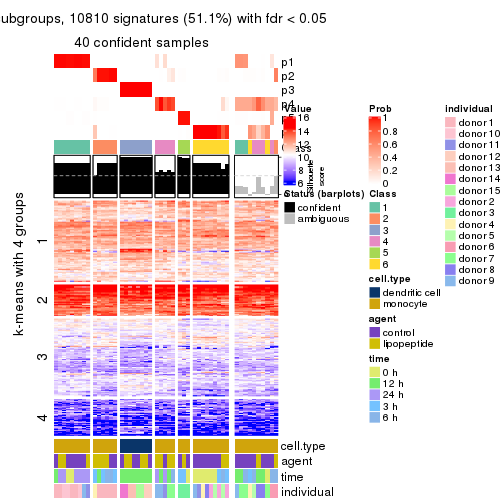 ubgroups, 10810 signatures (51.1%) with fdr < 0.05
40 confident samples
p1
p2
p3
p4
Value
16
14
12
10
8
6
Silhouette
score
Status (barplots)
confident
ambiguous
Prob
1
0.8
0.6
0.4
0.2
0
Class
1
2
3
4
5
6
cell.type
dendritic cell
monocyte
agent
control
lipopeptide
time
0 h
12 h
24 h
3 h
6 h
individual
donor 1
donor 10
donor 11
donor 12
donor 13
donor 14
donor 15
donor 2
donor 3
donor 4
donor 5
donor 6
donor 7
donor 8
donor 9
k-means with 4 groups
1
2
3
4
cell.type
agent
time
individual